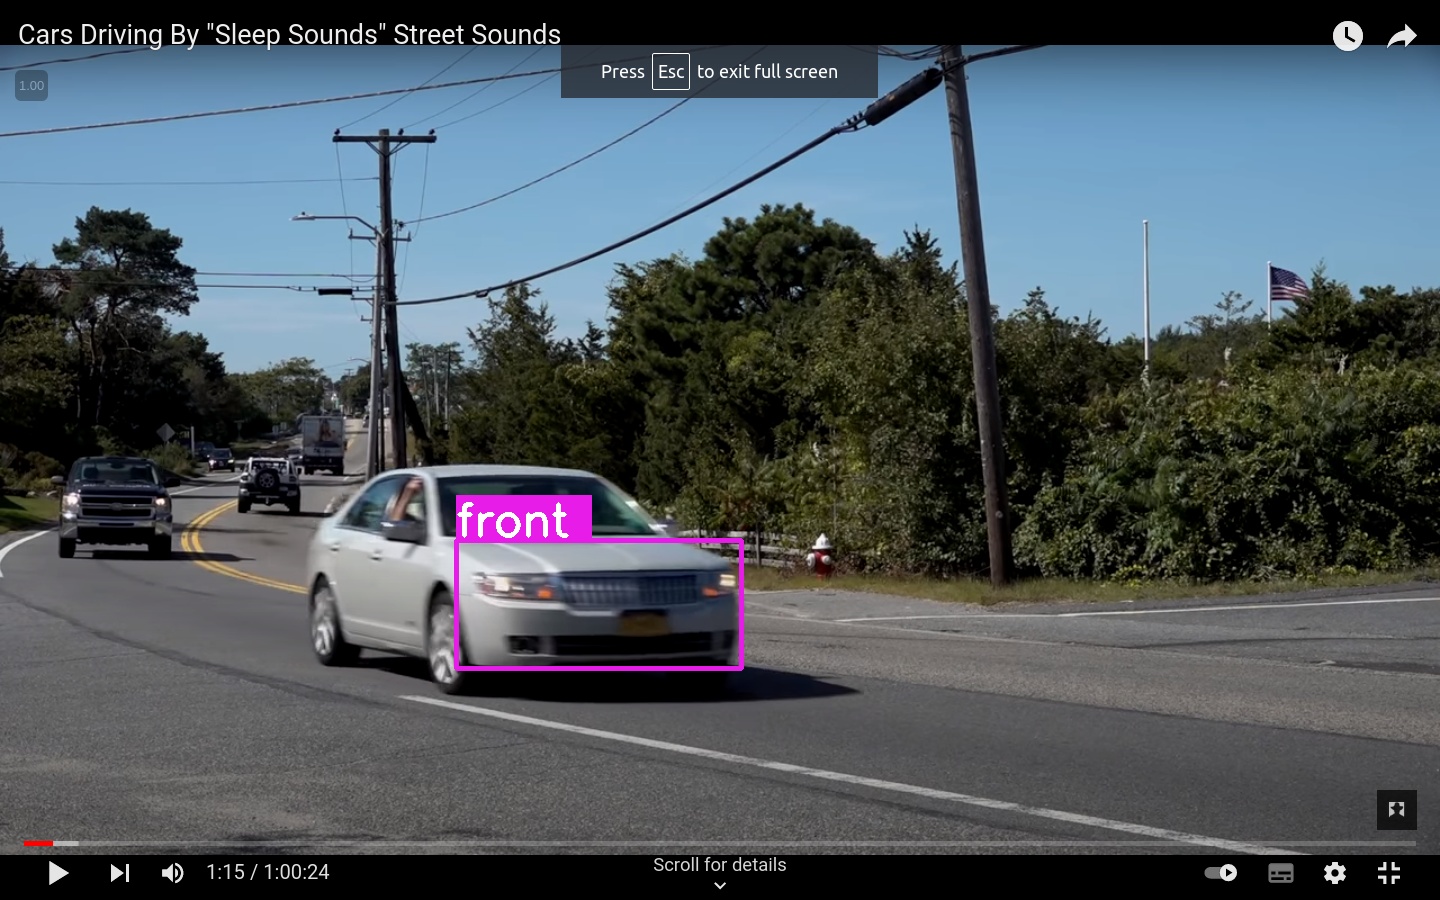 Cars Driving By "Sleep Sounds" Street Sounds
Press Esc to exit full screen
1.00
front
1:15 / 1:00:24
Scroll for details